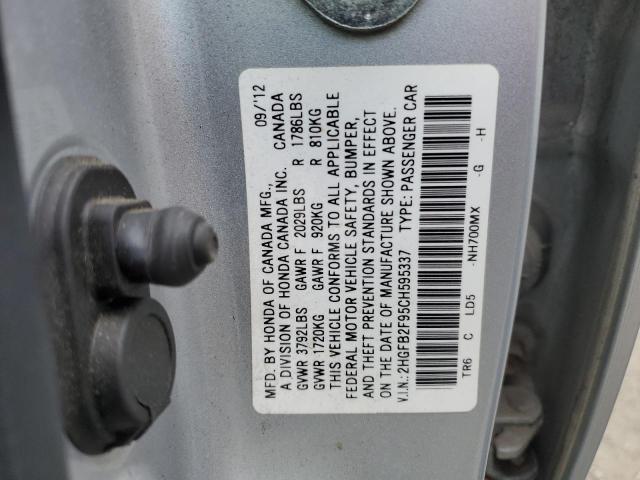 MFD. BY HONDA OF CANADA MFG., 09/'12
A DIVISION OF HONDA CANADA INC. CANADA
GVWR 3792LBS GAWR F 2029LBS R 1786LBS
GVWR 1720KG GAWR F 920KG R 810KG
THIS VEHICLE CONFORMS TO ALL APPLICABLE
FEDERAL MOTOR VEHICLE SAFETY, BUMPER,
AND THEFT PREVENTION STANDARDS IN EFFECT
ON THE DATE OF MANUFACTURE SHOWN ABOVE.
V.I.N.: 2HGFB2F95CH595337 TYPE: PASSENGER CAR
TR6 C LD5 -NH700MX -G -H